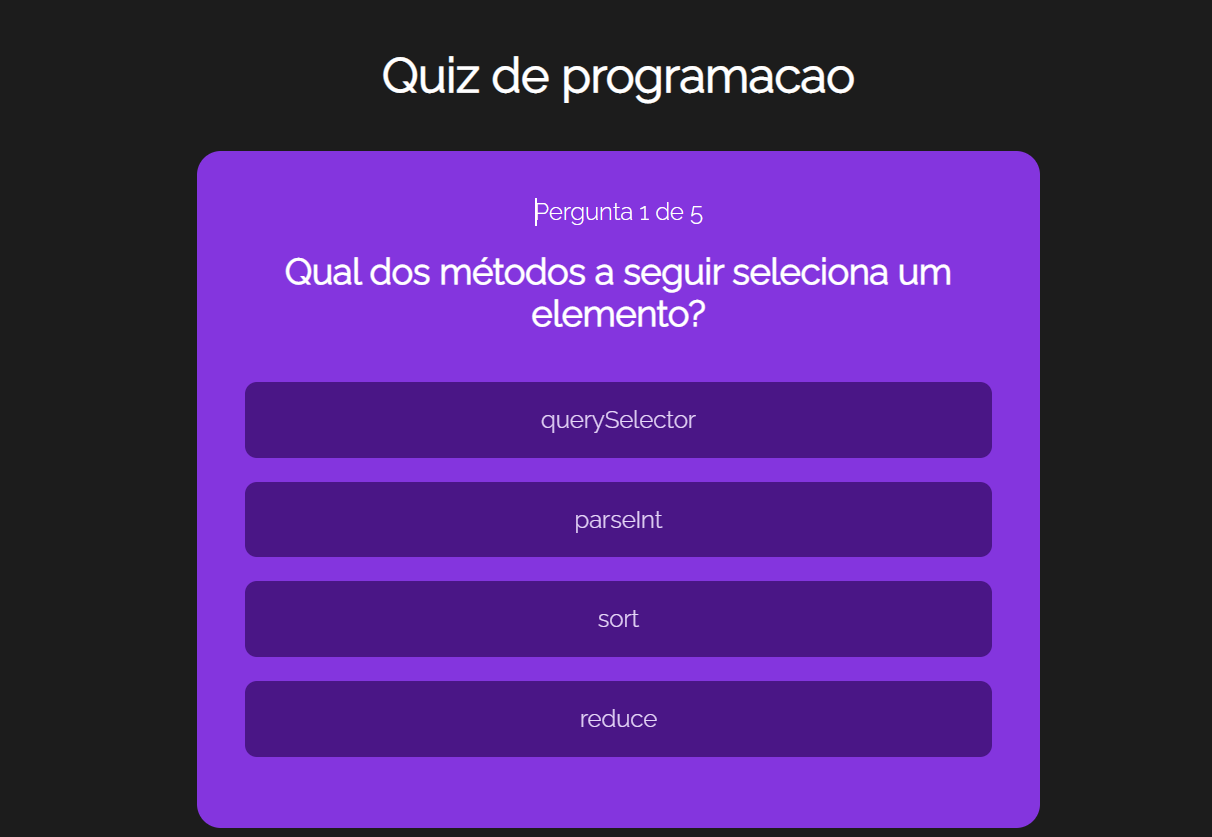 Quiz de programacao
Pergunta 1 de 5
Qual dos métodos a seguir seleciona um
elemento?
querySelector
parseInt
sort
reduce